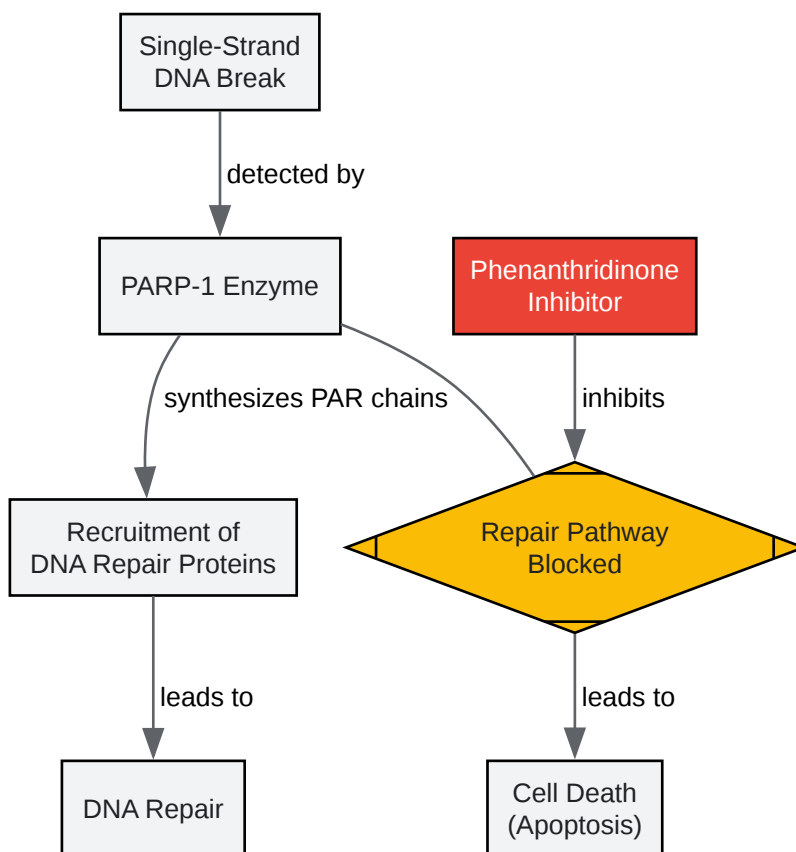 Single-Strand
DNA Break
detected by
PARP-1 Enzyme
Phenanthridinone
Inhibitor
synthesizes PAR chains
inhibits
Recruitment of
DNA Repair Proteins
Repair Pathway
Blocked
leads to
leads to
DNA Repair
Cell Death
(Apoptosis)